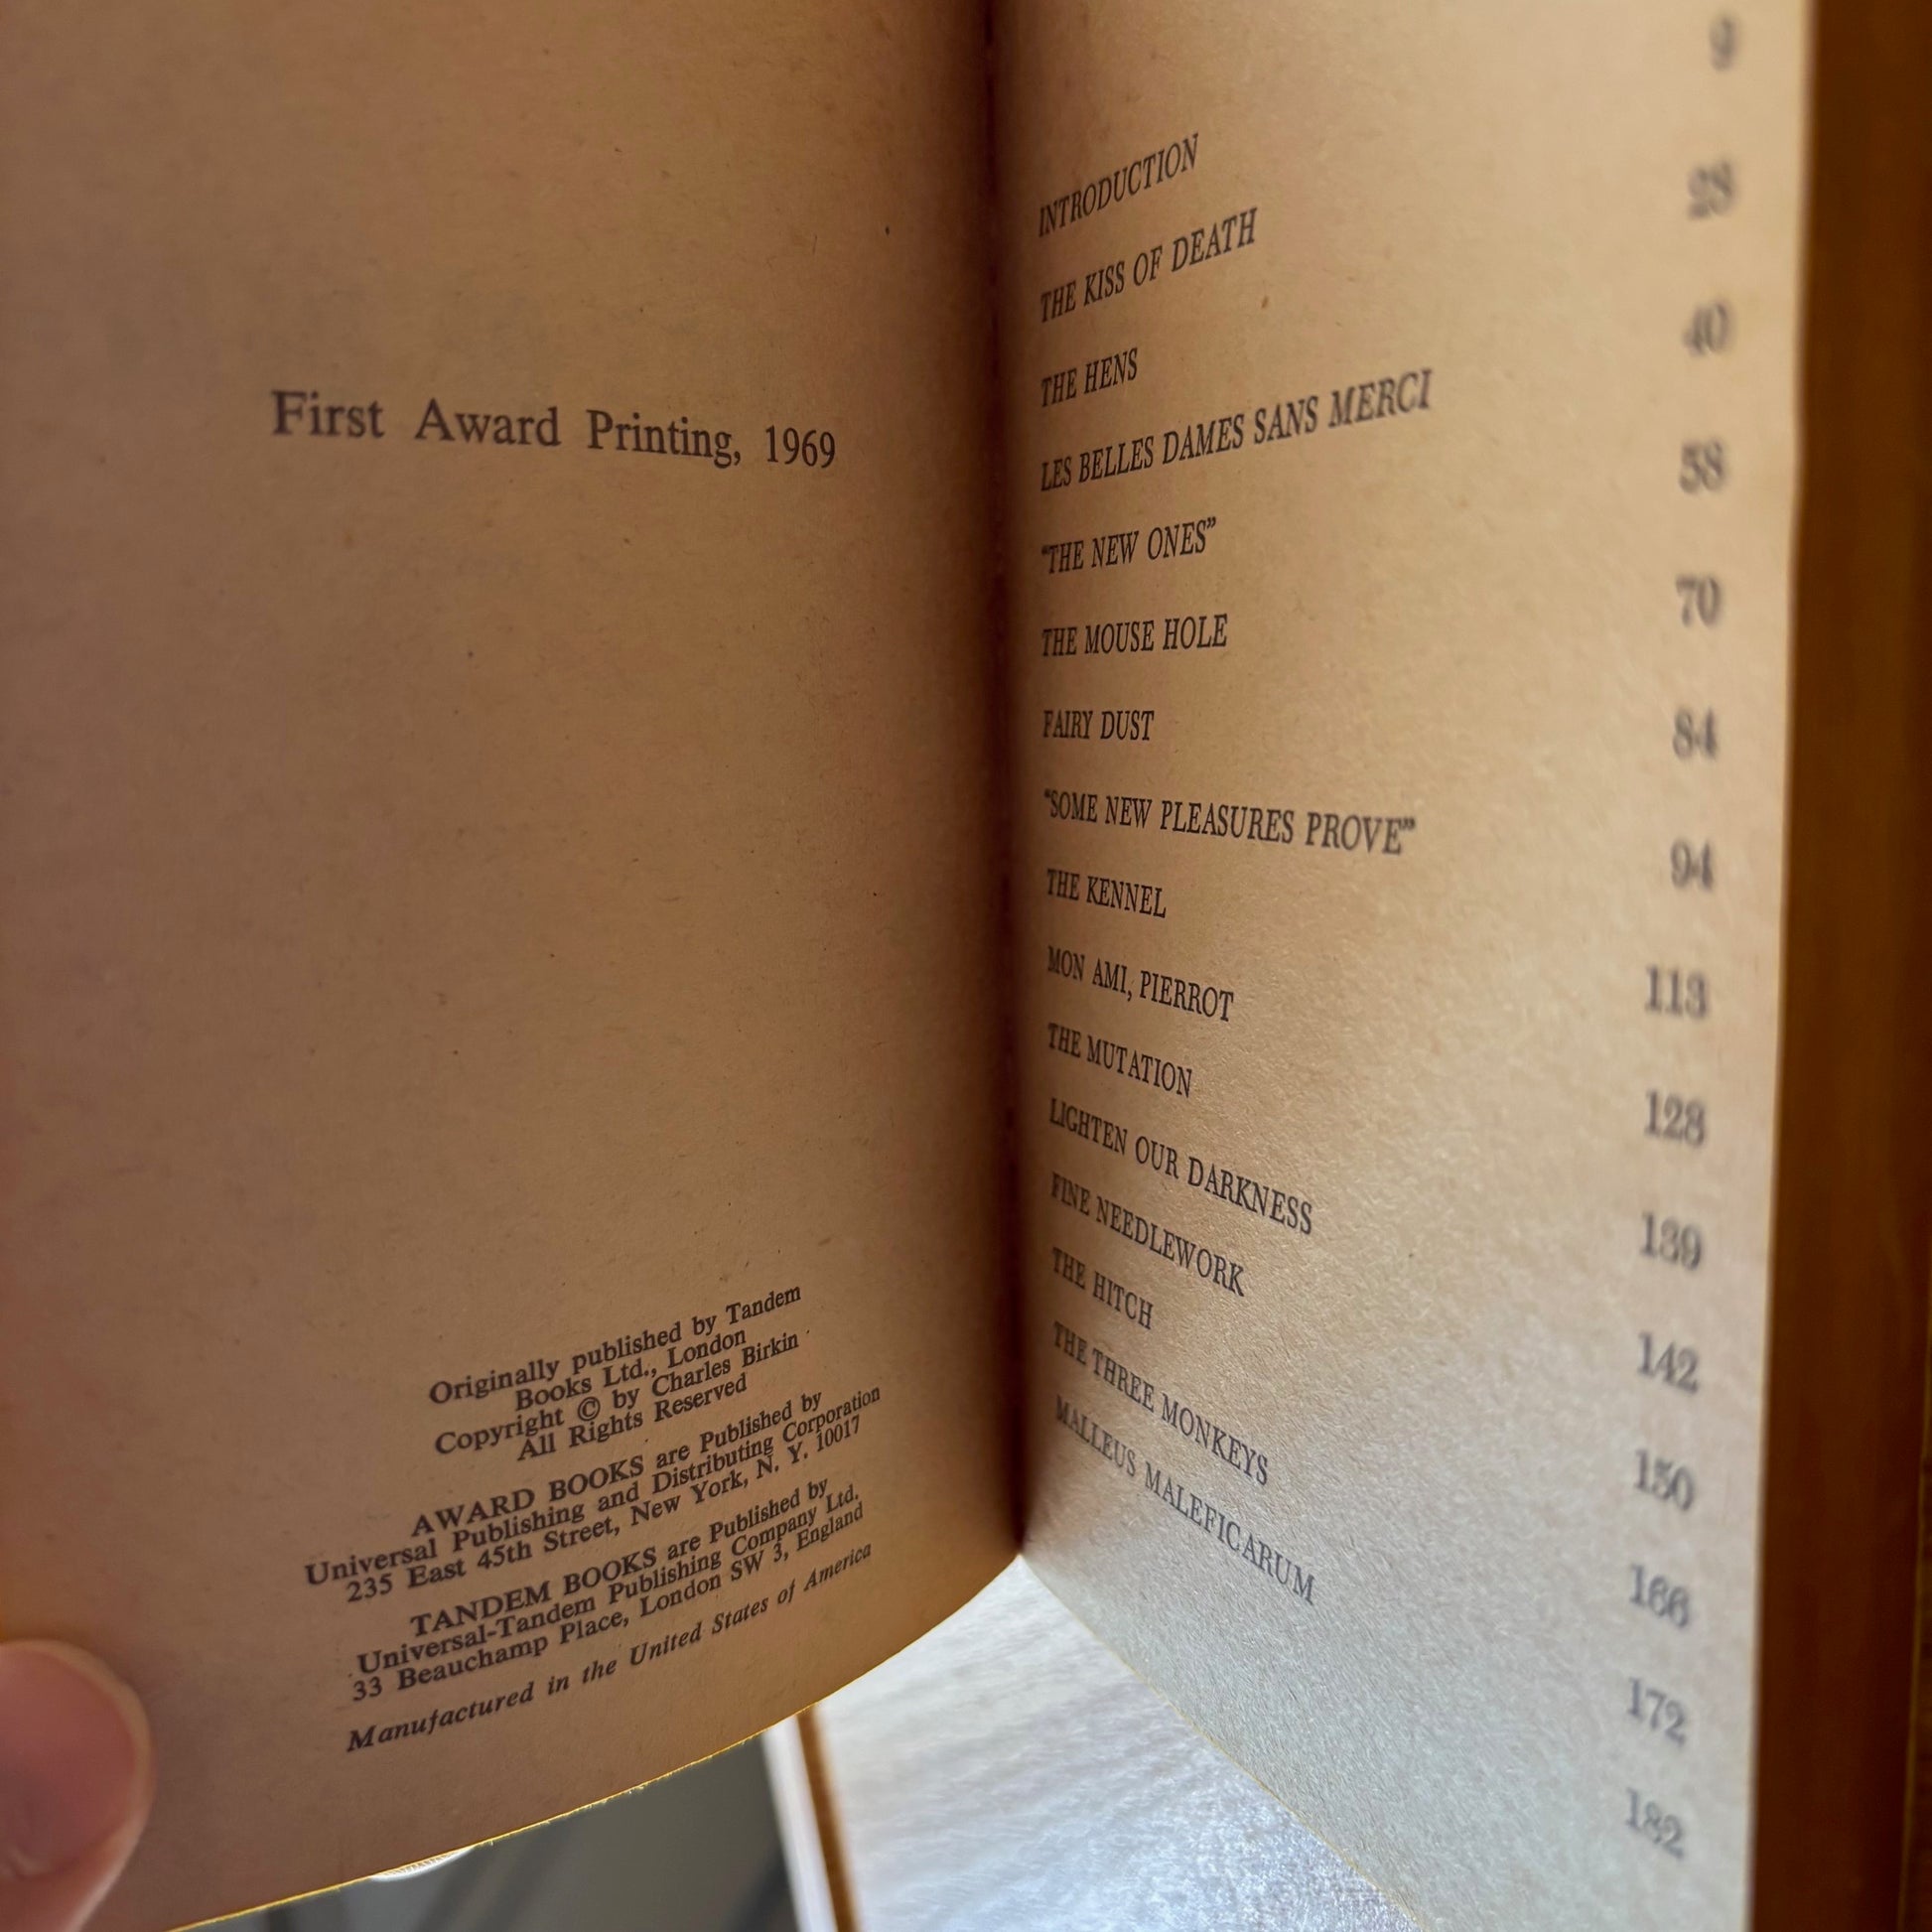 First Award Printing, 1969
Originally published by Tandem
Books Ltd., London
Copyright © by Charles Birkin
All Rights Reserved
AWARD BOOKS are Published by
Universal Publishing and Distributing Corporation
235 East 45th Street, New York, N. Y. 10017
TANDEM BOOKS are Published by
Universal-Tandem Publishing Company Ltd.
33 Beauchamp Place, London SW 3, England
Manufactured in the United States of America
INTRODUCTION
THE KISS OF DEATH 9
THE HENS 28
LES BELLES DAMES SANS MERCI 40
“THE NEW ONES” 58
THE MOUSE HOLE 70
FAIRY DUST 84
“SOME NEW PLEASURES PROVE” 94
THE KENNEL 113
MON AMI, PIERROT 128
THE MUTATION 139
LIGHTEN OUR DARKNESS 142
FINE NEEDLEWORK 150
THE HITCH 166
THE THREE MONKEYS 172
MALLEUS MALEFICARUM 182